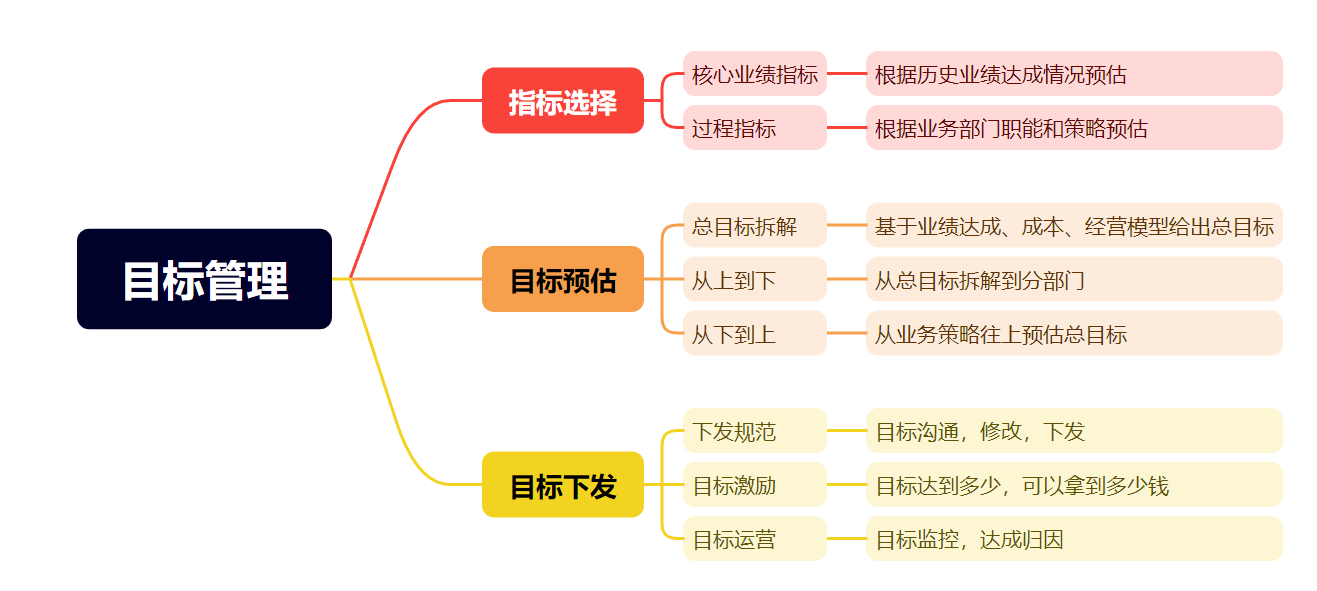 目标管理
指标选择
核心业绩指标
根据历史业绩达成情况预估
过程指标
根据业务部门职能和策略预估
目标预估
总目标拆解
基于业绩达成、成本、经营模型给出总目标
从上到下
从总目标拆解到分部门
从下到上
从业务策略往上预估总目标
目标下发
下发规范
目标沟通，修改，下发
目标激励
目标达到多少，可以拿到多少钱
目标运营
目标监控，达成归因